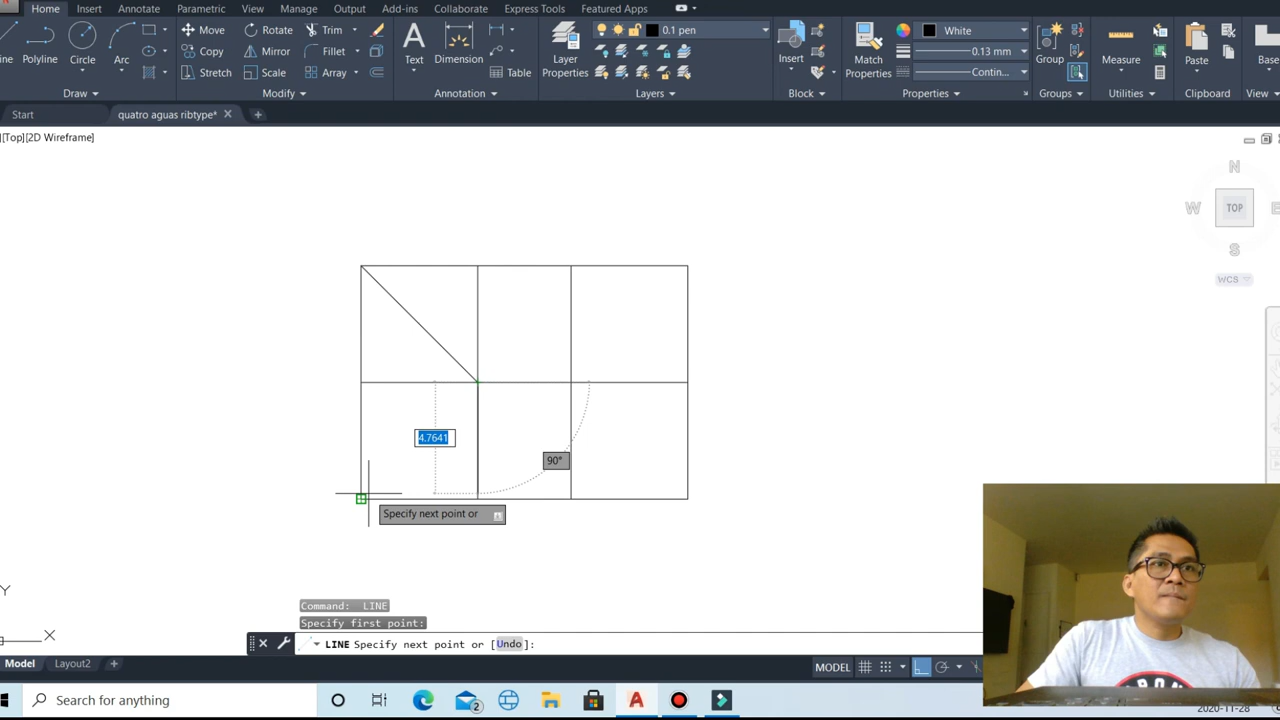 Home Insert Annotate Parametric View Manage Output Add-ins Collaborate Express Tools Featured Apps
Move Rotate Trim
Copy Mirror Fillet
Stretch Scale Array
Polyline Circle Arc
Draw Modify
Text Dimension
Table
Annotation
Layer Properties
0.1 pen
Layers
Insert
Block
Match Properties
White
0.13 mm
Contin...
Properties
Group
Groups
Measure
Utilities
Paste
Clipboard
Base
View
Start quatro aguas ribtype*
[Top][2D Wireframe]
N
W TOP
S
WCS
4.7641
90°
Specify next point or
Y
X
Command: LINE
Specify first point:
LINE Specify next point or [Undo]:
Model Layout2
MODEL
Search for anything
2
2020-11-28